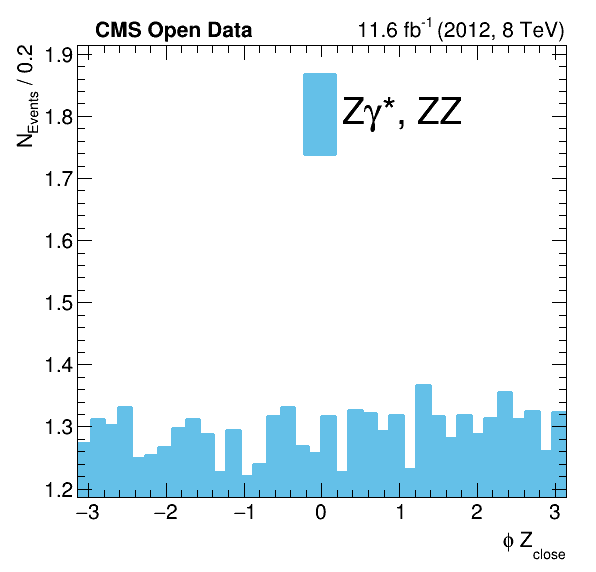 CMS Open Data 11.6 fb⁻¹ (2012, 8 TeV)
N_Events / 0.2
1.9
1.8
1.7
1.6
1.5
1.4
1.3
1.2
Zγ*, ZZ
−3 −2 −1 0 1 2 3
ϕ Z_close